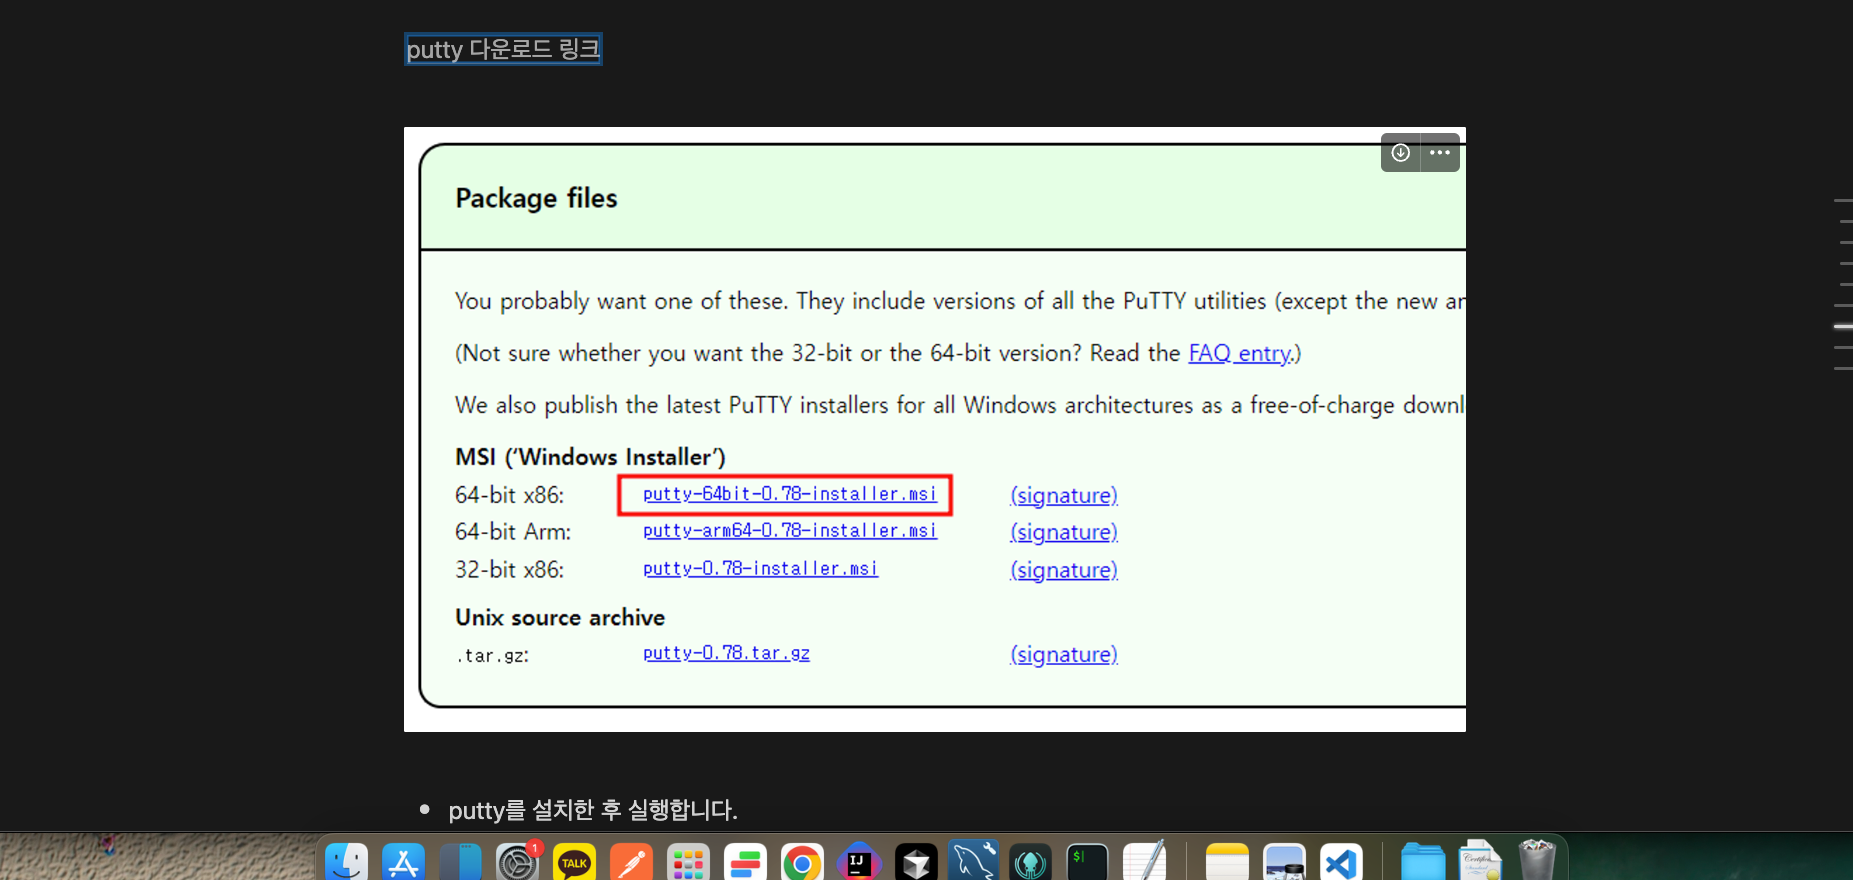 putty 다운로드 링크
Package files
You probably want one of these. They include versions of all the PuTTY utilities (except the new ar
(Not sure whether you want the 32-bit or the 64-bit version? Read the FAQ entry.)
We also publish the latest PuTTY installers for all Windows architectures as a free-of-charge downl
MSI (‘Windows Installer’)
64-bit x86: putty-64bit-0.78-installer.msi (signature)
64-bit Arm: putty-arm64-0.78-installer.msi (signature)
32-bit x86: putty-0.78-installer.msi (signature)
Unix source archive
.tar.gz: putty-0.78.tar.gz (signature)
putty를 설치한 후 실행합니다.
1
TALK
IJ
$